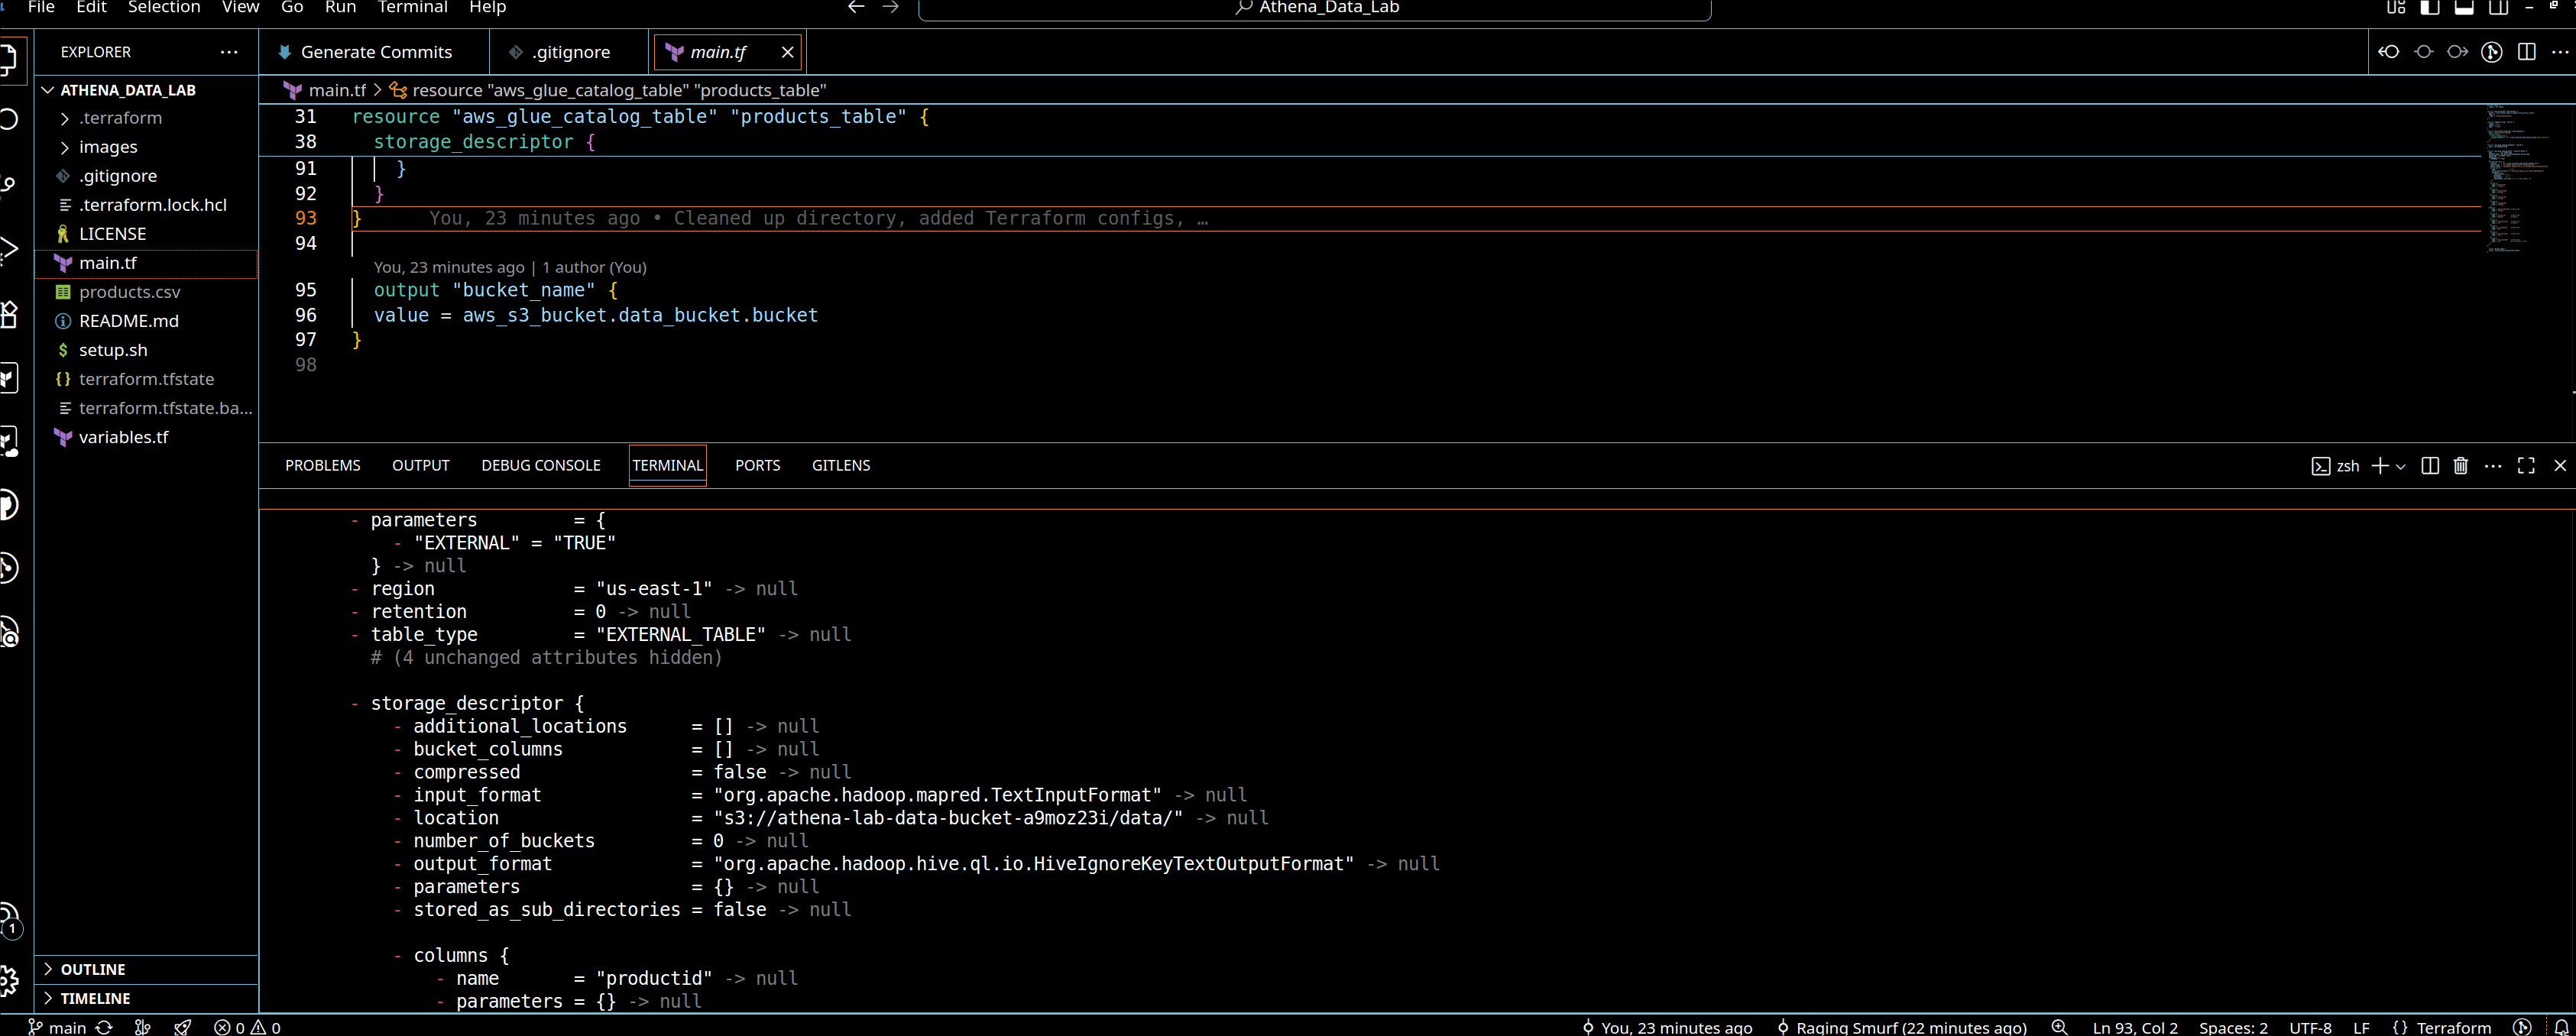 File Edit Selection View Go Run Terminal Help
Athena_Data_Lab
EXPLORER
Generate Commits
.gitignore
main.tf
ATHENA_DATA_LAB
.terraform
images
.gitignore
.terraform.lock.hcl
LICENSE
main.tf
products.csv
README.md
setup.sh
terraform.tfstate
terraform.tfstate.ba...
variables.tf
OUTLINE
TIMELINE
main.tf > resource "aws_glue_catalog_table" "products_table"
31 resource "aws_glue_catalog_table" "products_table" {
38 storage_descriptor {
91 }
92 }
93 } You, 23 minutes ago • Cleaned up directory, added Terraform configs, …
94
You, 23 minutes ago | 1 author (You)
95 output "bucket_name" {
96 value = aws_s3_bucket.data_bucket.bucket
97 }
98
PROBLEMS OUTPUT DEBUG CONSOLE TERMINAL PORTS GITLENS
zsh
- parameters = {
- "EXTERNAL" = "TRUE"
} -> null
- region = "us-east-1" -> null
- retention = 0 -> null
- table_type = "EXTERNAL_TABLE" -> null
# (4 unchanged attributes hidden)
- storage_descriptor {
- additional_locations = [] -> null
- bucket_columns = [] -> null
- compressed = false -> null
- input_format = "org.apache.hadoop.mapred.TextInputFormat" -> null
- location = "s3://athena-lab-data-bucket-a9moz23i/data/" -> null
- number_of_buckets = 0 -> null
- output_format = "org.apache.hadoop.hive.ql.io.HiveIgnoreKeyTextOutputFormat" -> null
- parameters = {} -> null
- stored_as_sub_directories = false -> null
- columns {
- name = "productid" -> null
- parameters = {} -> null
1
main
0 0
You, 23 minutes ago
Raging Smurf (22 minutes ago)
Ln 93, Col 2
Spaces: 2
UTF-8
LF
{} Terraform